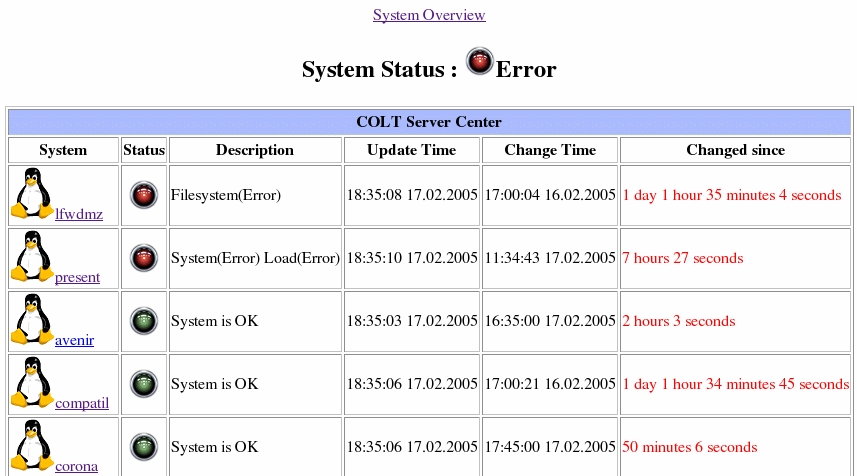 System Overview
System Status : Error
COLT Server Center
System Status Description Update Time Change Time Changed since
lfwdmz Filesystem(Error) 18:35:08 17.02.2005 17:00:04 16.02.2005 1 day 1 hour 35 minutes 4 seconds
present System(Error) Load(Error) 18:35:10 17.02.2005 11:34:43 17.02.2005 7 hours 27 seconds
avenir System is OK 18:35:03 17.02.2005 16:35:00 17.02.2005 2 hours 3 seconds
compatil System is OK 18:35:06 17.02.2005 17:00:21 16.02.2005 1 day 1 hour 34 minutes 45 seconds
corona System is OK 18:35:06 17.02.2005 17:45:00 17.02.2005 50 minutes 6 seconds